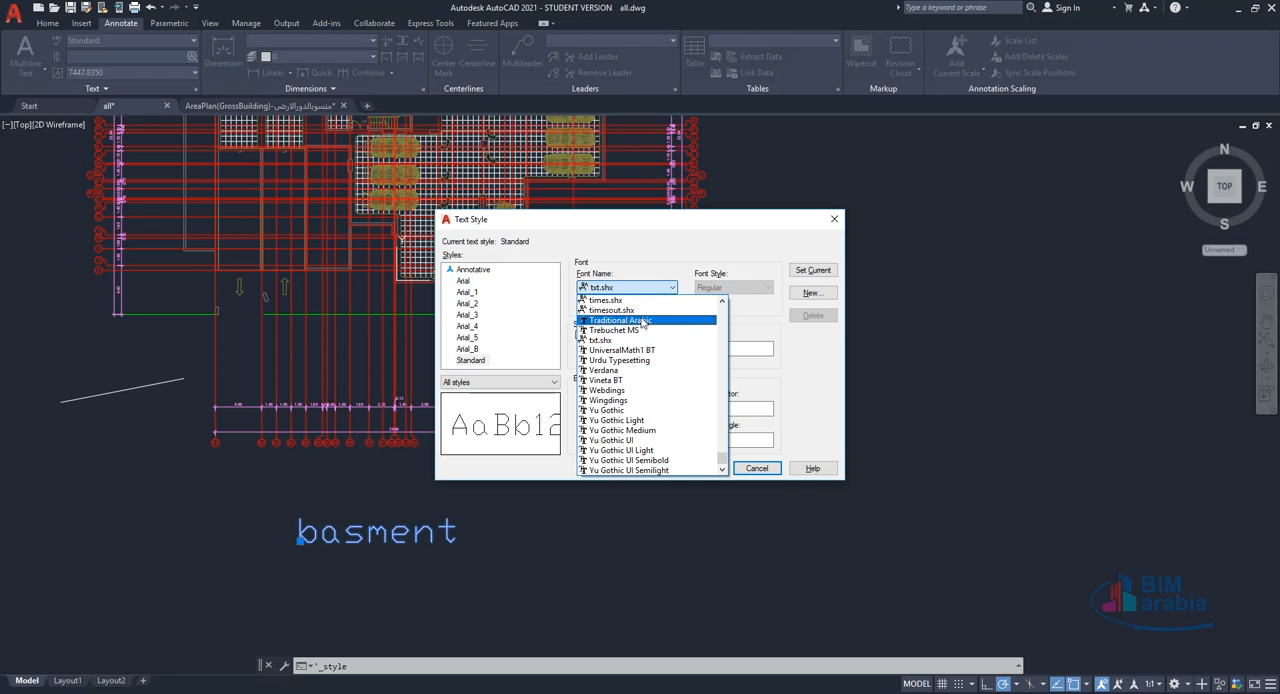 Autodesk AutoCAD 2021 - STUDENT VERSION all.dwg
Type a keyword or phrase
Sign In
Home Insert Annotate Parametric View Manage Output Add-ins Collaborate Express Tools Featured Apps
Multiline Text
Standard
7447.8350
Text
Dimension
0
Linear Quick Continue
Dimensions
Center Mark
Centerline
Centerlines
Multileader
Add Leader
Remove Leader
Leaders
Table
Extract Data
Link Data
Tables
Wipeout
Revision Cloud
Markup
Add Current Scale
Scale List
Add/Delete Scales
Sync Scale Positions
Annotation Scaling
Start all* AreaPlan(GrossBuilding)-منسوبالدورالارضي*
[−][Top][2D Wireframe]
N
W TOP E
S
Unnamed
Text Style
Current text style: Standard
Styles:
Annotative
Arial
Arial_1
Arial_2
Arial_3
Arial_4
Arial_5
Arial_B
Standard
All styles
AaBb12
Font
Font Name:
txt.shx
Font Style:
Regular
times.shx
timesout.shx
Traditional Arabic
Trebuchet MS
txt.shx
UniversalMath1 BT
Urdu Typesetting
Verdana
Vineta BT
Webdings
Wingdings
Yu Gothic
Yu Gothic Light
Yu Gothic Medium
Yu Gothic UI
Yu Gothic UI Light
Yu Gothic UI Semibold
Yu Gothic UI Semilight
Set Current
New...
Delete
Cancel
Help
basment
BIM
arabia
'_style
Model Layout1 Layout2
MODEL 1:1